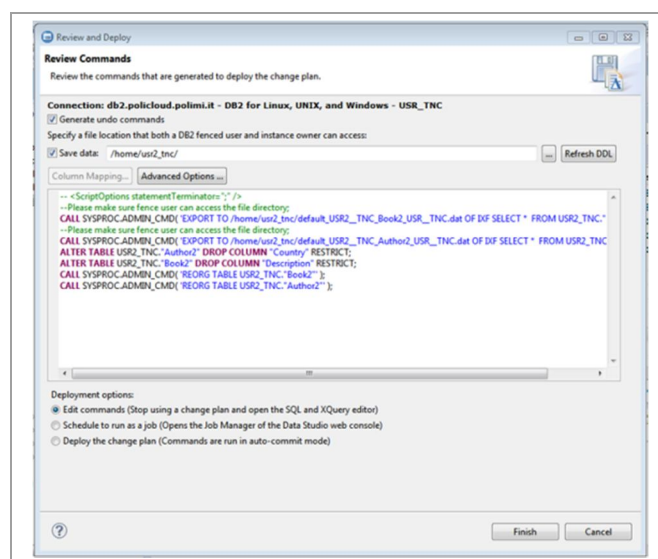 Review and Deploy
Review Commands
Review the commands that are generated to deploy the change plan.
Connection: db2.policloud.polimi.it - DB2 for Linux, UNIX, and Windows - USR_TNC
Generate undo commands
Specify a file location that both a DB2 fenced user and instance owner can access:
Save data: /home/usr2_tnc/ ... Refresh DDL
Column Mapping... Advanced Options ...
-- <ScriptOptions statementTerminator=";" />
--Please make sure fence user can access the file directory;
CALL SYSPROC.ADMIN_CMD( 'EXPORT TO /home/usr2_tnc/default_USR2__TNC_Book2_USR__TNC.dat OF IXF SELECT * FROM USR2_TNC."
--Please make sure fence user can access the file directory;
CALL SYSPROC.ADMIN_CMD( 'EXPORT TO /home/usr2_tnc/default_USR2__TNC_Author2_USR__TNC.dat OF IXF SELECT * FROM USR2_TNC
ALTER TABLE USR2_TNC."Author2" DROP COLUMN "Country" RESTRICT;
ALTER TABLE USR2_TNC."Book2" DROP COLUMN "Description" RESTRICT;
CALL SYSPROC.ADMIN_CMD( 'REORG TABLE USR2_TNC."Book2"' );
CALL SYSPROC.ADMIN_CMD( 'REORG TABLE USR2_TNC."Author2"' );
Deployment options:
Edit commands (Stop using a change plan and open the SQL and XQuery editor)
Schedule to run as a job (Opens the Job Manager of the Data Studio web console)
Deploy the change plan (Commands are run in auto-commit mode)
? Finish Cancel